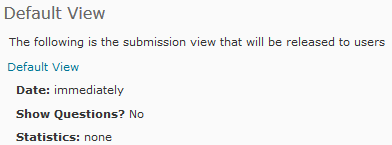 Default View
The following is the submission view that will be released to users
Default View
Date: immediately
Show Questions? No
Statistics: none